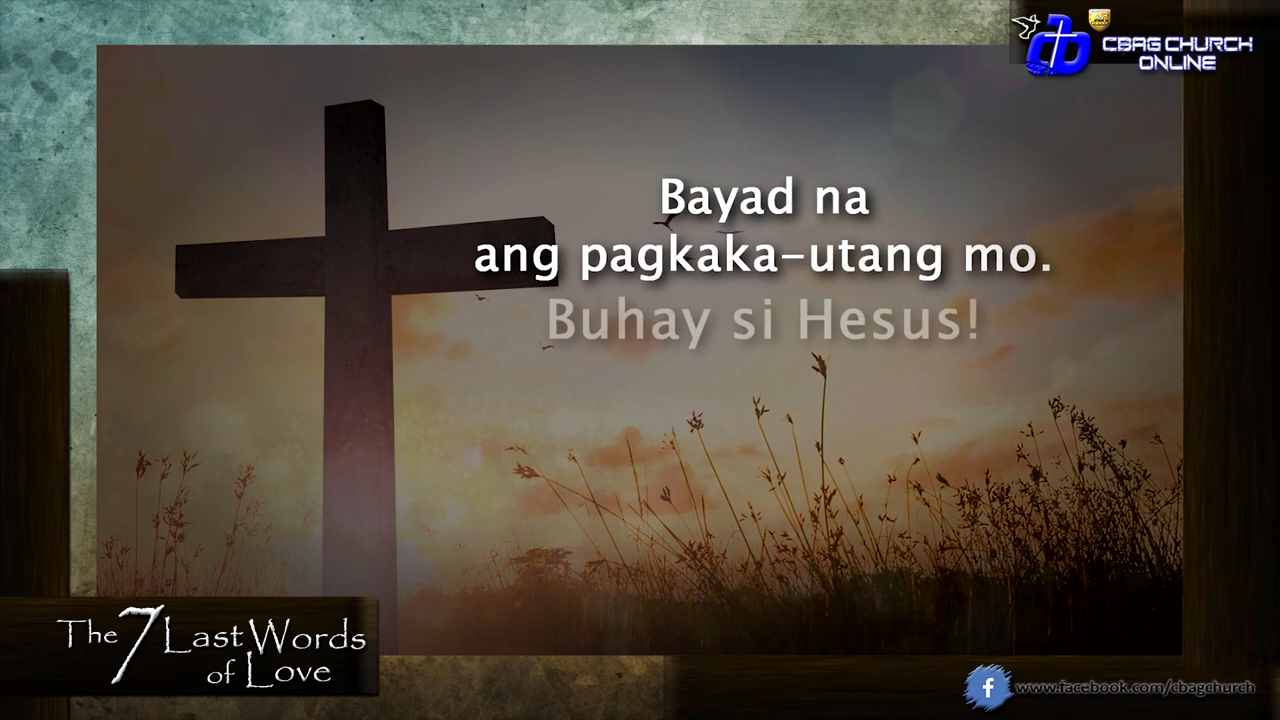 CBAG CHURCH
ONLINE
Bayad na
ang pagkaka-utang mo.
Buhay si Hesus!
The 7 Last Words
of Love
www.facebook.com/cbagchurch